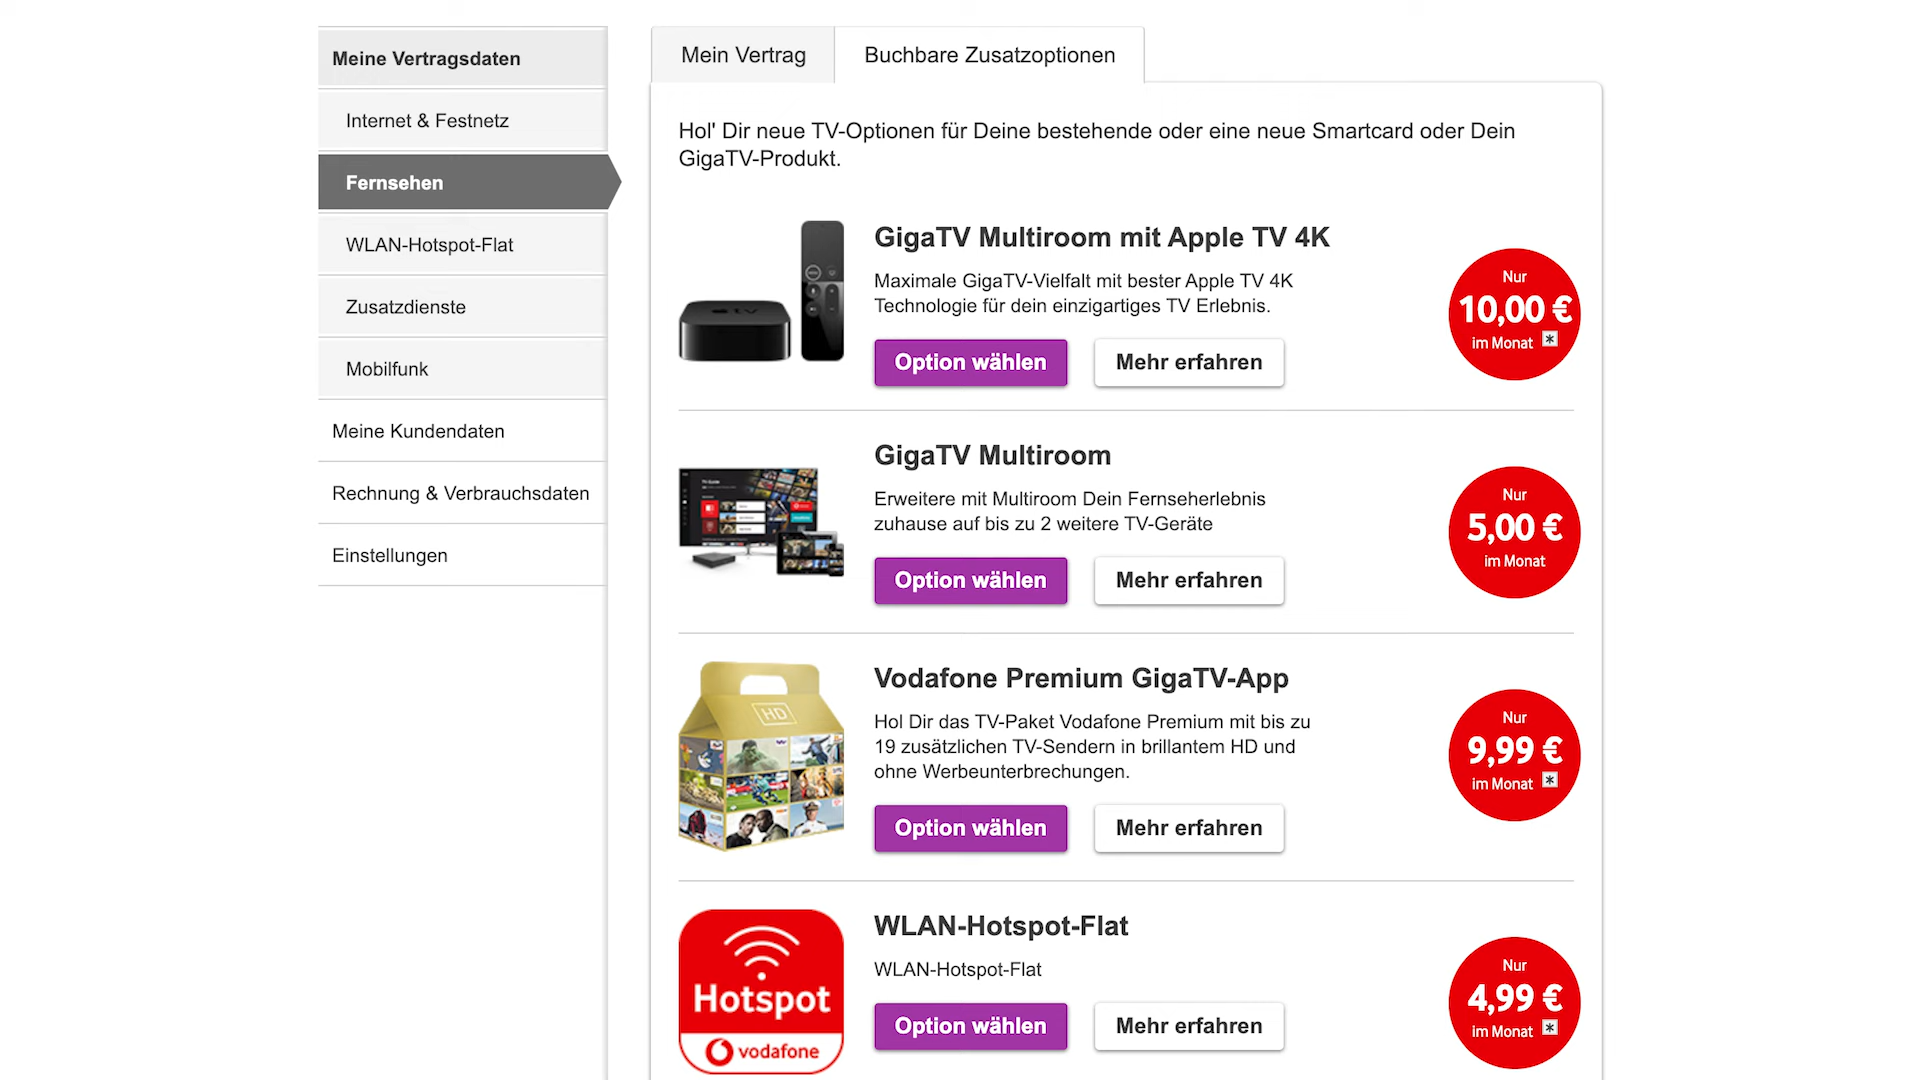 Meine Vertragsdaten
Internet & Festnetz
Fernsehen
WLAN-Hotspot-Flat
Zusatzdienste
Mobilfunk
Meine Kundendaten
Rechnung & Verbrauchsdaten
Einstellungen
Mein Vertrag
Buchbare Zusatzoptionen
Hol' Dir neue TV-Optionen für Deine bestehende oder eine neue Smartcard oder Dein
GigaTV-Produkt.
GigaTV Multiroom mit Apple TV 4K
Maximale GigaTV-Vielfalt mit bester Apple TV 4K
Technologie für dein einzigartiges TV Erlebnis.
Option wählen
Mehr erfahren
Nur
10,00 €
im Monat *
GigaTV Multiroom
Erweitere mit Multiroom Dein Fernseherlebnis
zuhause auf bis zu 2 weitere TV-Geräte
Option wählen
Mehr erfahren
Nur
5,00 €
im Monat
HD
Vodafone Premium GigaTV-App
Hol Dir das TV-Paket Vodafone Premium mit bis zu
19 zusätzlichen TV-Sendern in brillantem HD und
ohne Werbeunterbrechungen.
Option wählen
Mehr erfahren
Nur
9,99 €
im Monat *
Hotspot
vodafone
WLAN-Hotspot-Flat
WLAN-Hotspot-Flat
Option wählen
Mehr erfahren
Nur
4,99 €
im Monat *